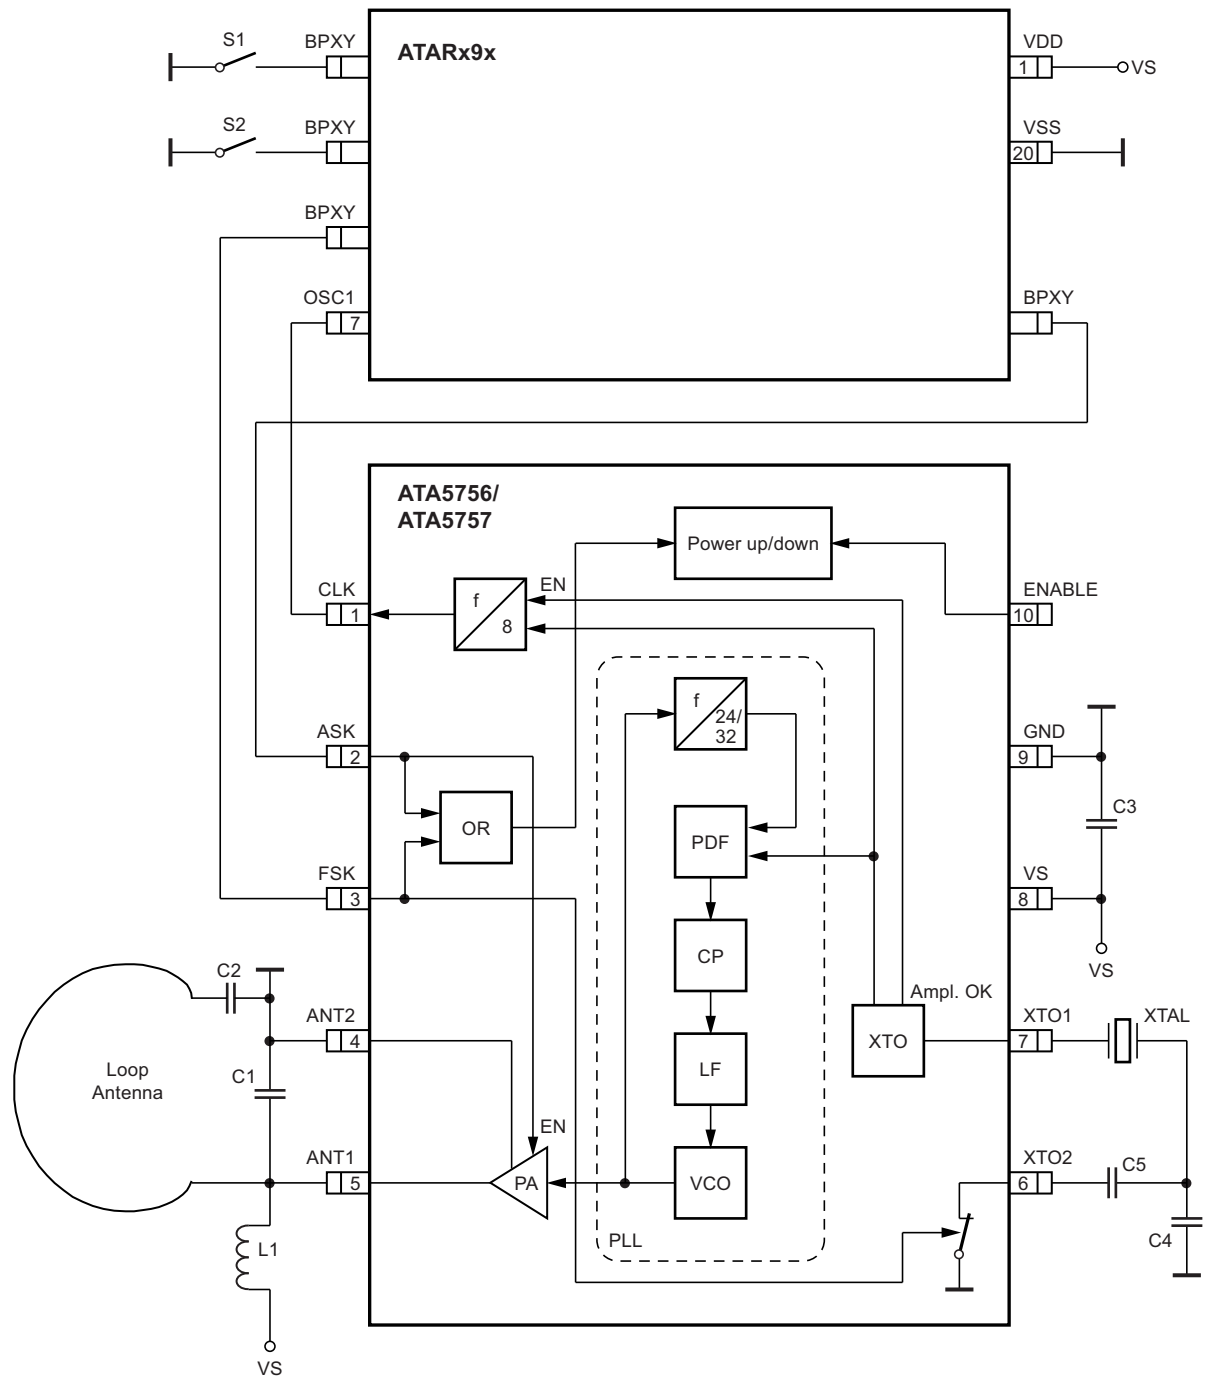 S1
BPXY
ATARx9x
VDD
1
VS
S2
BPXY
VSS
20
BPXY
OSC1
7
BPXY
ATA5756/
ATA5757
Power up/down
CLK
1
f
8
EN
ENABLE
10
f
24/
32
ASK
2
GND
9
OR
PDF
C3
FSK
3
VS
8
CP
VS
C2
Ampl. OK
ANT2
4
XTO
XTO1
7
XTAL
Loop
Antenna
C1
LF
EN
ANT1
5
PA
VCO
XTO2
6
C5
L1
PLL
C4
VS